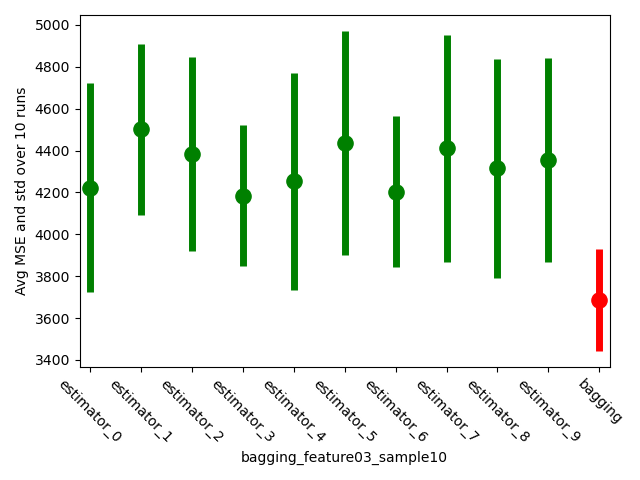 Avg MSE and std over 10 runs
5000
4800
4600
4400
4200
4000
3800
3600
3400
estimator_0
estimator_1
estimator_2
estimator_3
estimator_4
estimator_5
estimator_6
estimator_7
estimator_8
estimator_9
bagging
bagging_feature03_sample10